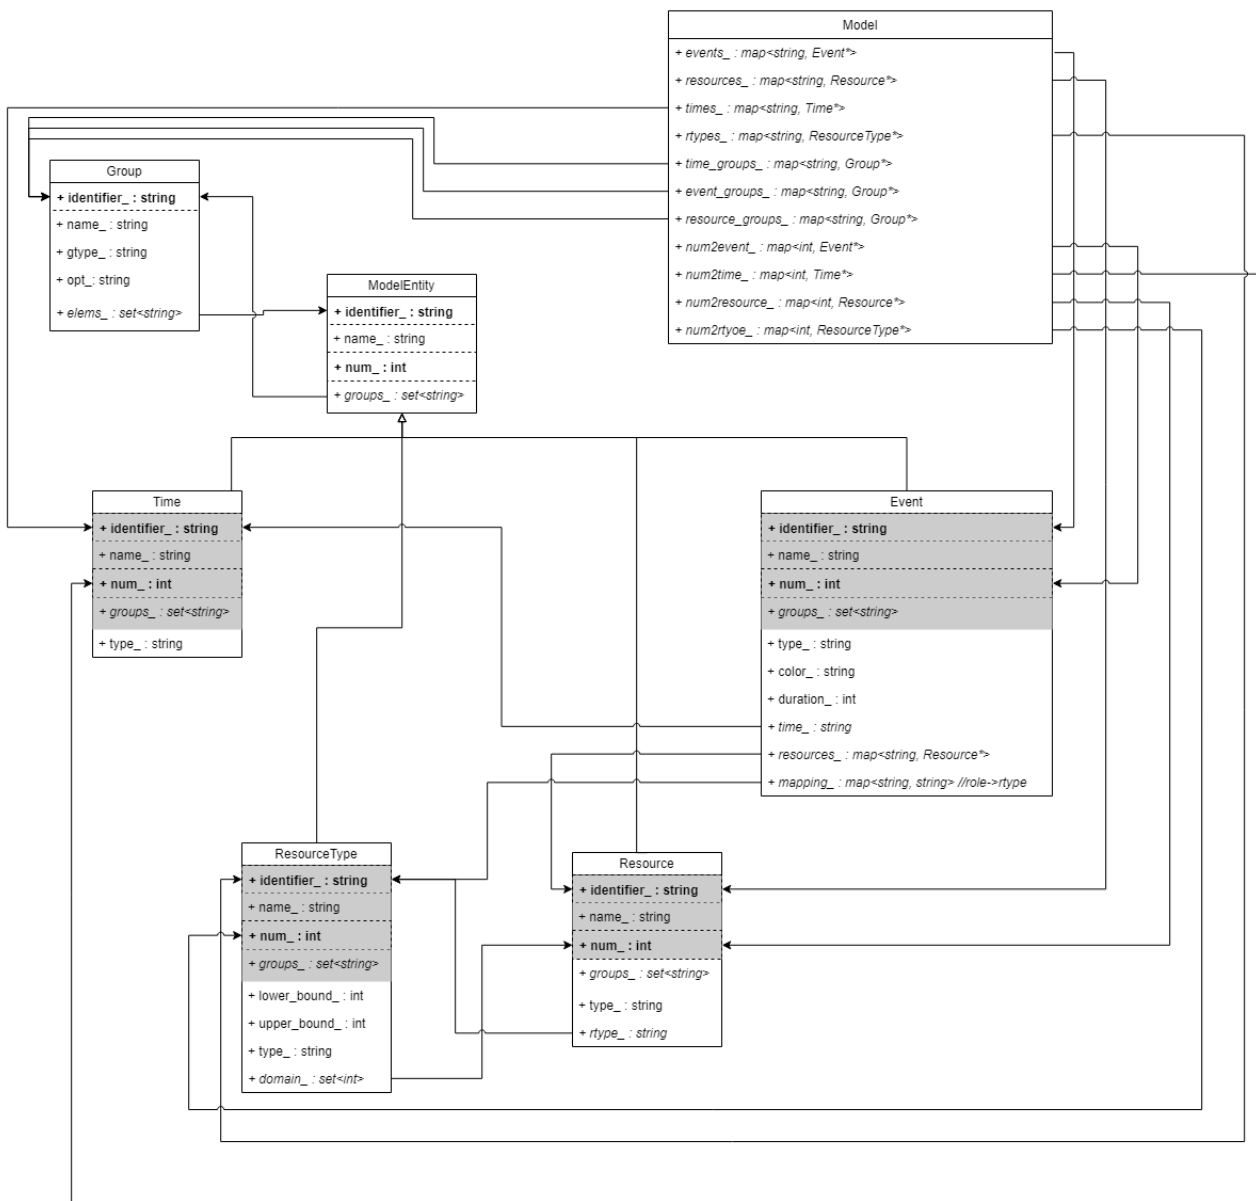 Model
+ events_ : map<string, Event*>
+ resources_ : map<string, Resource*>
+ times_ : map<string, Time*>
+ rtypes_ : map<string, ResourceType*>
+ time_groups_ : map<string, Group*>
+ event_groups_ : map<string, Group*>
+ resource_groups_ : map<string, Group*>
+ num2event_ : map<int, Event*>
+ num2time_ : map<int, Time*>
+ num2resource_ : map<int, Resource*>
+ num2rtyoe_ : map<int, ResourceType*>
Group
+ identifier_ : string
+ name_ : string
+ gtype_ : string
+ opt_: string
+ elems_ : set<string>
ModelEntity
+ identifier_ : string
+ name_ : string
+ num_ : int
+ groups_ : set<string>
Time
+ identifier_ : string
+ name_ : string
+ num_ : int
+ groups_ : set<string>
+ type_ : string
Event
+ identifier_ : string
+ name_ : string
+ num_ : int
+ groups_ : set<string>
+ type_ : string
+ color_ : string
+ duration_ : int
+ time_ : string
+ resources_ : map<string, Resource*>
+ mapping_ : map<string, string> //role->rtype
ResourceType
+ identifier_ : string
+ name_ : string
+ num_ : int
+ groups_ : set<string>
+ lower_bound_ : int
+ upper_bound_ : int
+ type_ : string
+ domain_ : set<int>
Resource
+ identifier_ : string
+ name_ : string
+ num_ : int
+ groups_ : set<string>
+ type_ : string
+ rtype_ : string